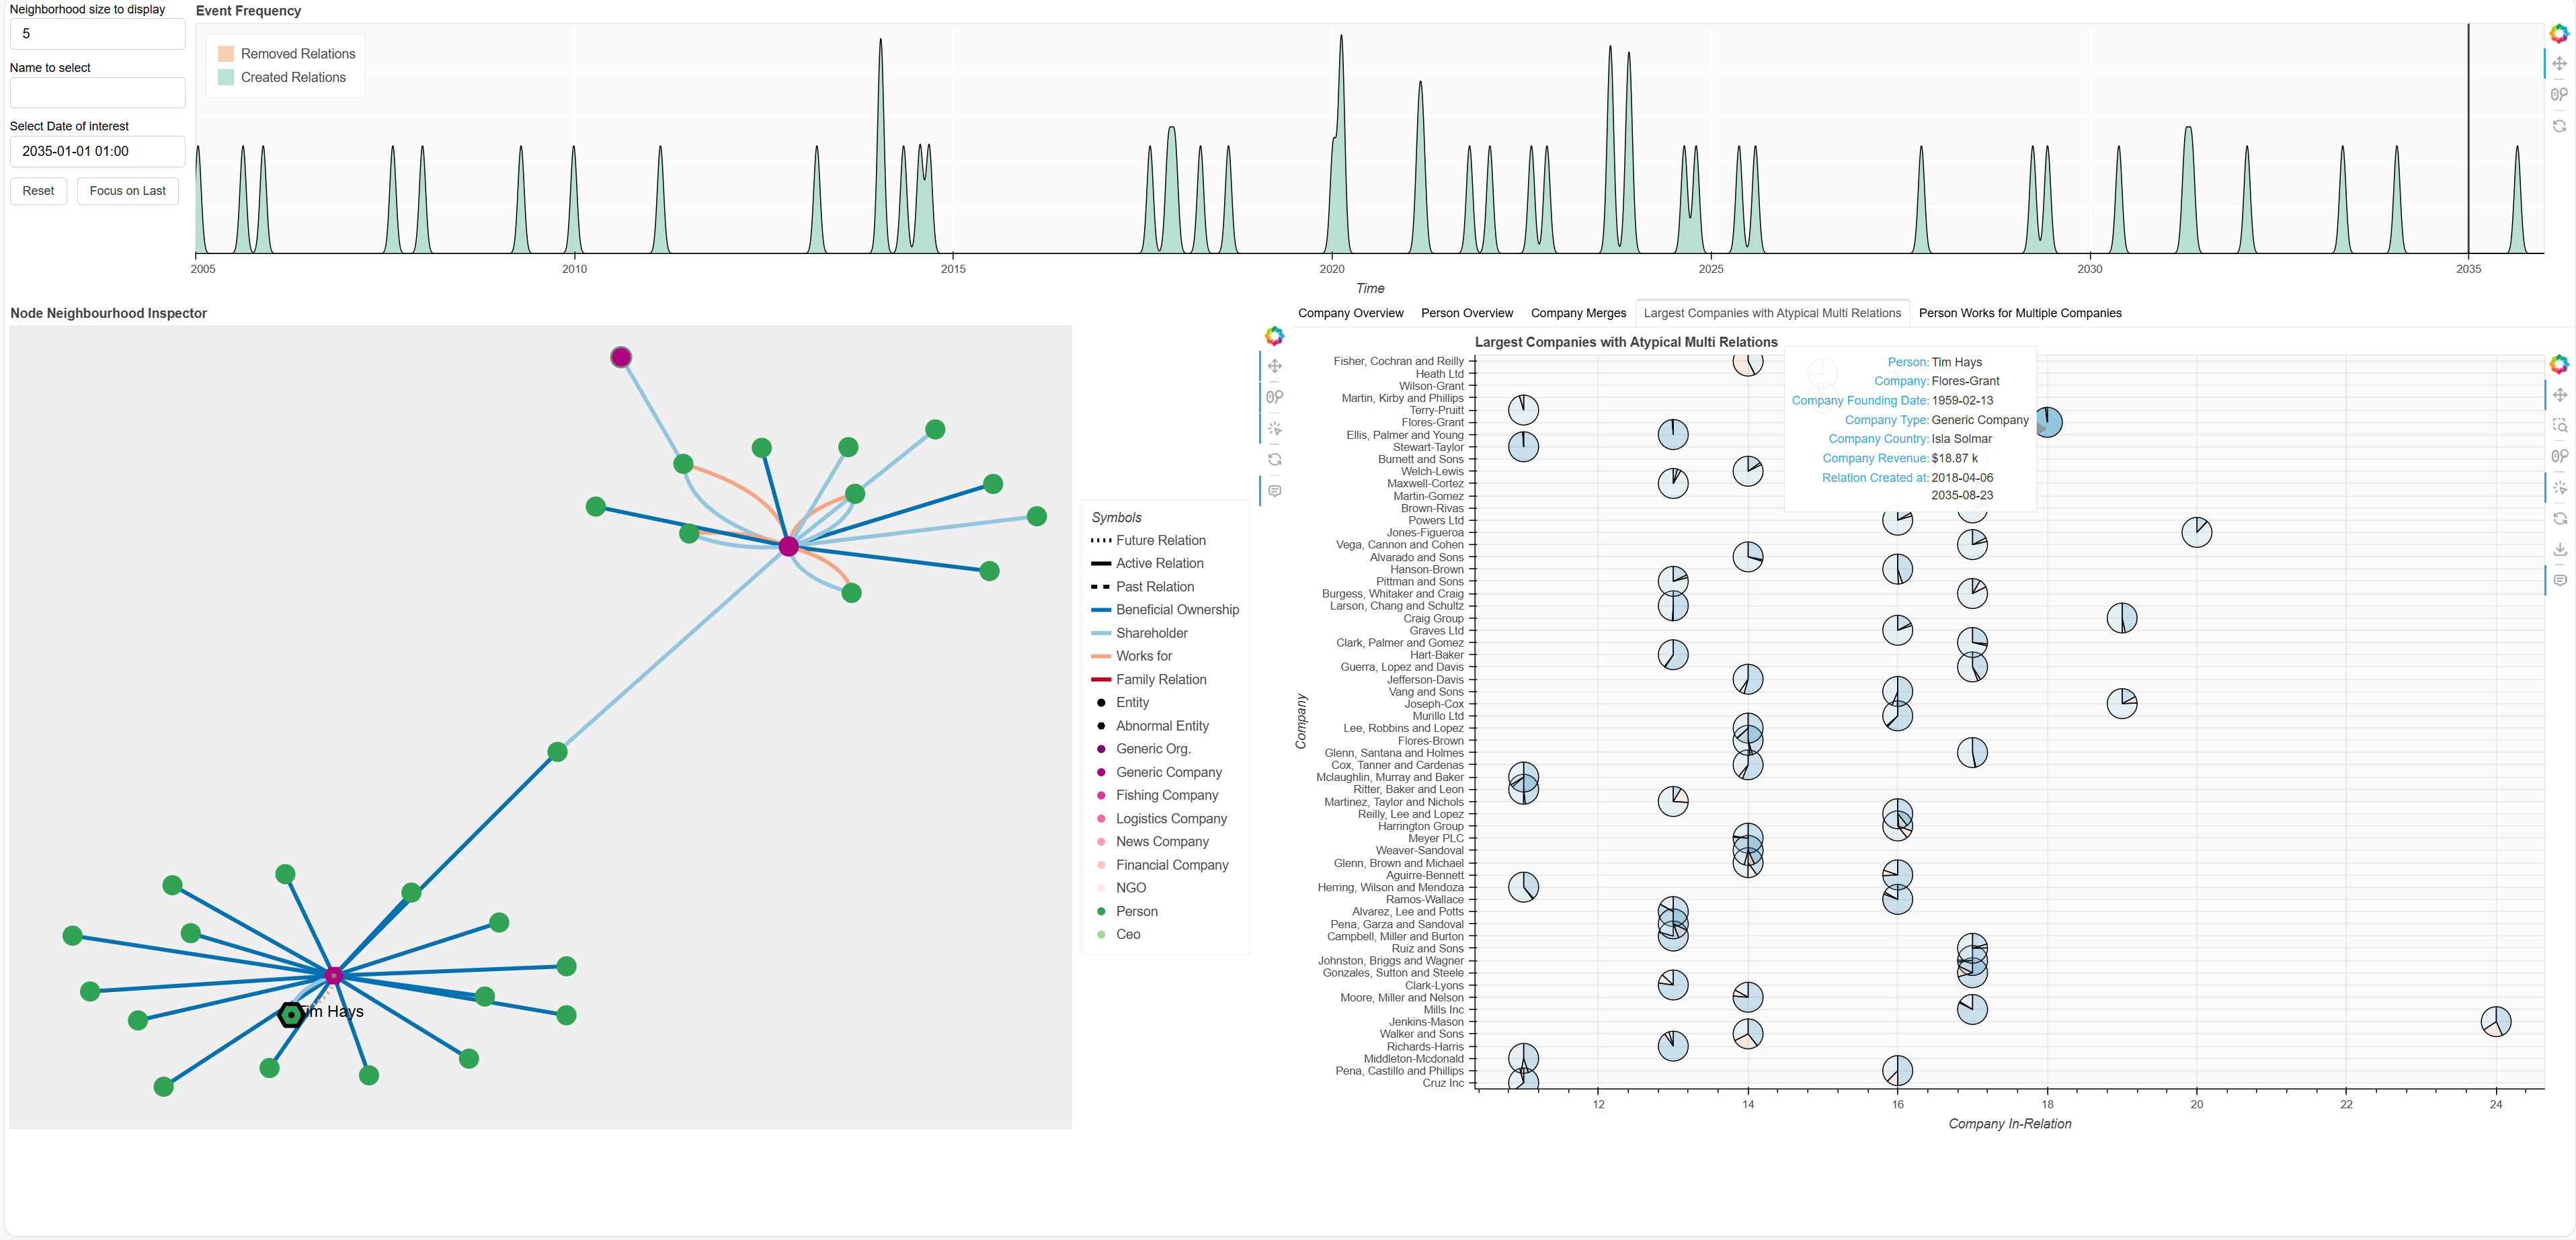 Neighborhood size to display
5
Name to select
Select Date of interest
2035-01-01 01:00
Reset
Focus on Last
Event Frequency
Removed Relations
Created Relations
2005
2010
2015
2020
2025
2030
2035
Time
Node Neighbourhood Inspector
Tim Hays
Symbols
Future Relation
Active Relation
Past Relation
Beneficial Ownership
Shareholder
Works for
Family Relation
Entity
Abnormal Entity
Generic Org.
Generic Company
Fishing Company
Logistics Company
News Company
Financial Company
NGO
Person
Ceo
Company Overview
Person Overview
Company Merges
Largest Companies with Atypical Multi Relations
Person Works for Multiple Companies
Largest Companies with Atypical Multi Relations
Fisher, Cochran and Reilly
Heath Ltd
Wilson-Grant
Martin, Kirby and Phillips
Terry-Pruitt
Flores-Grant
Ellis, Palmer and Young
Stewart-Taylor
Burnett and Sons
Welch-Lewis
Maxwell-Cortez
Martin-Gomez
Brown-Rivas
Powers Ltd
Jones-Figueroa
Vega, Cannon and Cohen
Alvarado and Sons
Hanson-Brown
Pittman and Sons
Burgess, Whitaker and Craig
Larson, Chang and Schultz
Craig Group
Graves Ltd
Clark, Palmer and Gomez
Hart-Baker
Guerra, Lopez and Davis
Jefferson-Davis
Vang and Sons
Joseph-Cox
Murillo Ltd
Lee, Robbins and Lopez
Flores-Brown
Glenn, Santana and Holmes
Cox, Tanner and Cardenas
Mclaughlin, Murray and Baker
Ritter, Baker and Leon
Martinez, Taylor and Nichols
Reilly, Lee and Lopez
Harrington Group
Meyer PLC
Weaver-Sandoval
Glenn, Brown and Michael
Aguirre-Bennett
Herring, Wilson and Mendoza
Ramos-Wallace
Alvarez, Lee and Potts
Pena, Garza and Sandoval
Campbell, Miller and Burton
Ruiz and Sons
Johnston, Briggs and Wagner
Gonzales, Sutton and Steele
Clark-Lyons
Moore, Miller and Nelson
Mills Inc
Jenkins-Mason
Walker and Sons
Richards-Harris
Middleton-Mcdonald
Pena, Castillo and Phillips
Cruz Inc
Company
12
14
16
18
20
22
24
Company In-Relation
Person: Tim Hays
Company: Flores-Grant
Company Founding Date: 1959-02-13
Company Type: Generic Company
Company Country: Isla Solmar
Company Revenue: $18.87 k
Relation Created at: 2018-04-06
2035-08-23